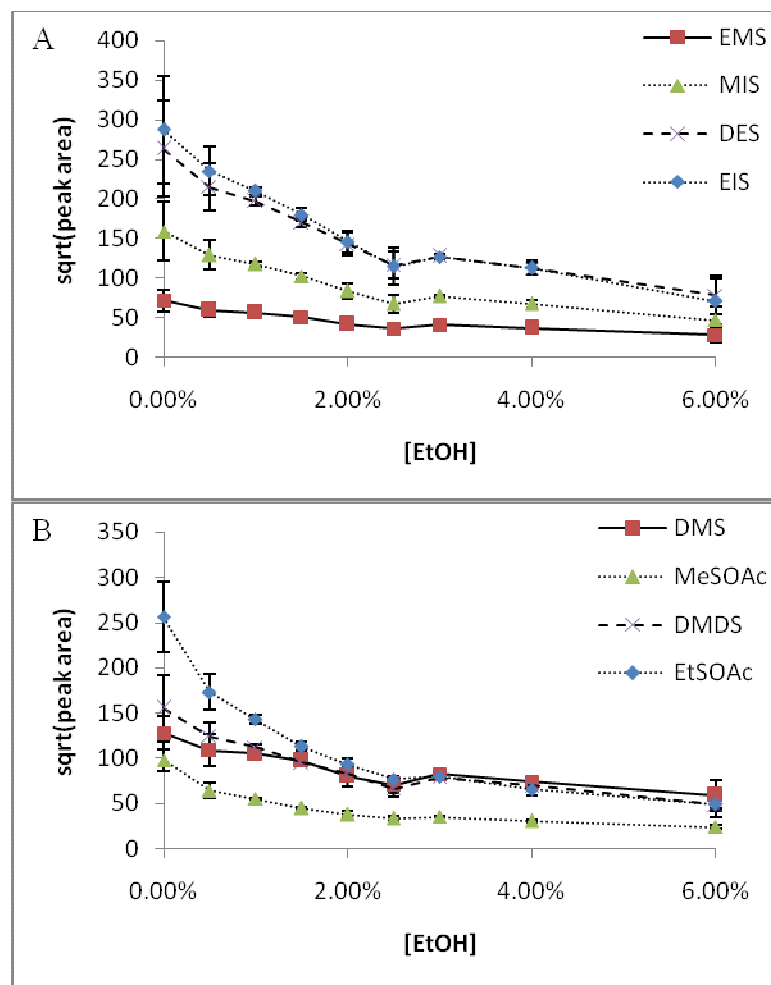 A
400
350
300
250
200
150
100
50
0
sqrt(peak area)
0.00%
2.00%
4.00%
6.00%
[EtOH]
EMS
MIS
DES
EIS
B
350
300
250
200
150
100
50
0
sqrt(peak area)
0.00%
2.00%
4.00%
6.00%
[EtOH]
DMS
MeSOAc
DMDS
EtSOAc